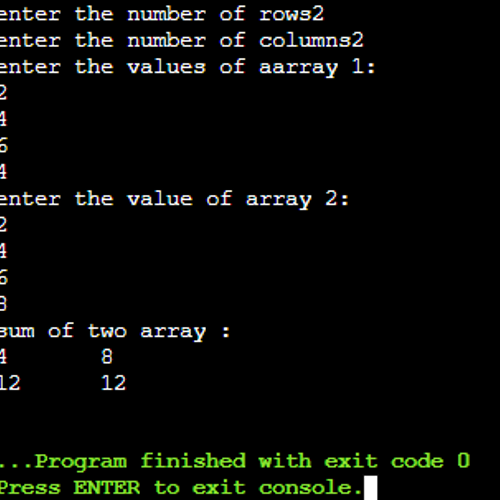 enter the number of rows2
enter the number of columns2
enter the values of aarray 1:
2
4
6
4
enter the value of array 2:
2
4
6
8
sum of two array :
4 8
12 12
...Program finished with exit code 0
Press ENTER to exit console.